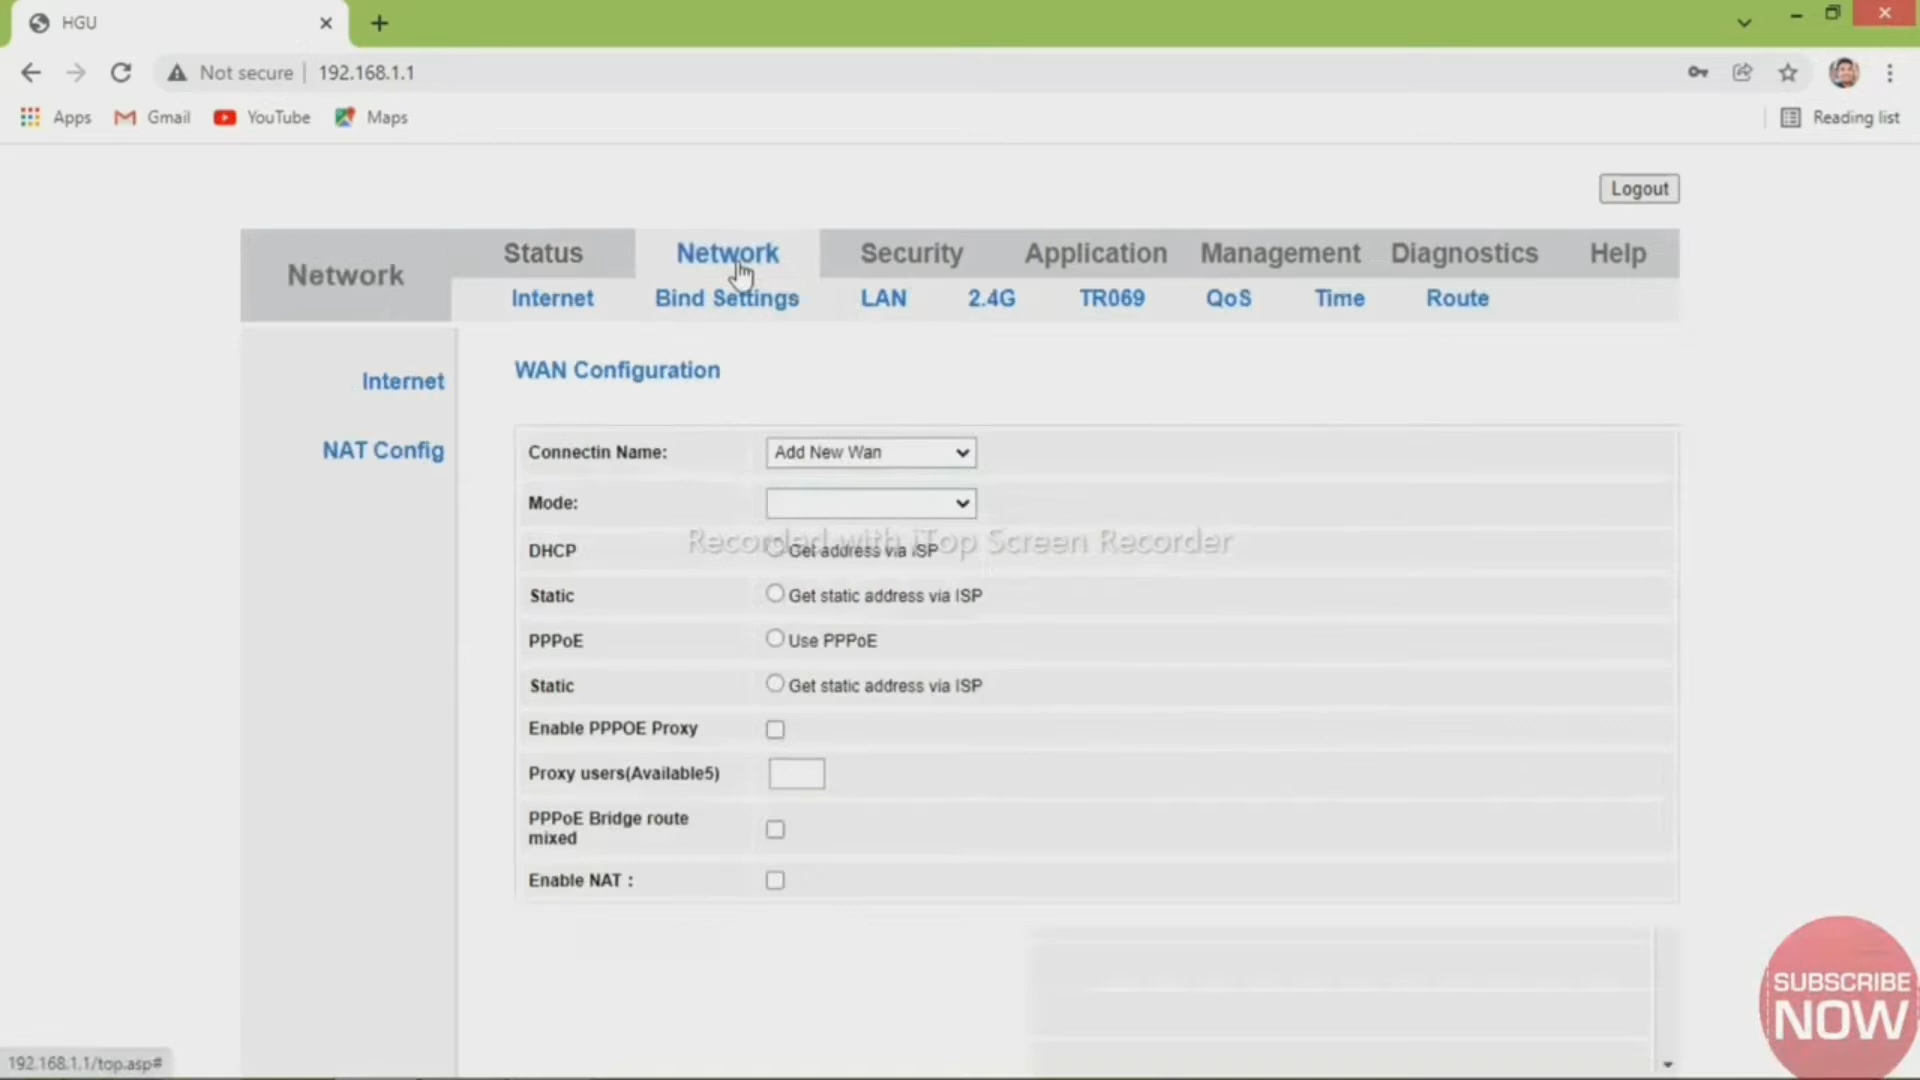 HGU
Not secure 192.168.1.1
Apps Gmail YouTube Maps Reading list
Logout
Network Status Network Security Application Management Diagnostics Help
Internet Bind Settings LAN 2.4G TR069 QoS Time Route
Internet
NAT Config
WAN Configuration
Connectin Name: Add New Wan
Mode:
Recorded with iTop Screen Recorder
DHCP Get address via ISP
Static Get static address via ISP
PPPoE Use PPPoE
Static Get static address via ISP
Enable PPPOE Proxy
Proxy users(Available5)
PPPoE Bridge route
mixed
Enable NAT :
SUBSCRIBE
NOW
192.168.1.1/top.asp#